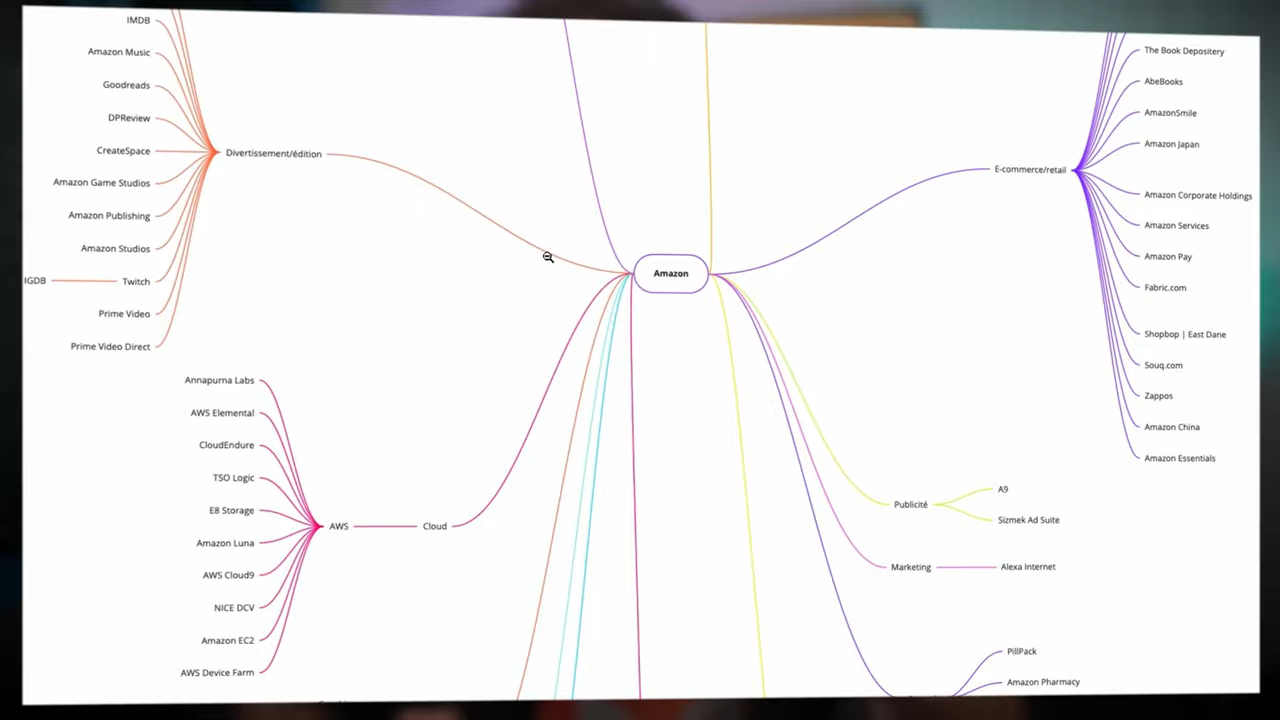 IMDB
Amazon Music
Goodreads
DPReview
CreateSpace
Amazon Game Studios
Amazon Publishing
Amazon Studios
IGDB
Twitch
Prime Video
Prime Video Direct
Divertissement/édition
Annapurna Labs
AWS Elemental
CloudEndure
TSO Logic
E8 Storage
Amazon Luna
AWS Cloud9
NICE DCV
Amazon EC2
AWS Device Farm
AWS
Cloud
Amazon
E-commerce/retail
The Book Depositery
AbeBooks
AmazonSmile
Amazon Japan
Amazon Corporate Holdings
Amazon Services
Amazon Pay
Fabric.com
Shopbop | East Dane
Souq.com
Zappos
Amazon China
Amazon Essentials
Publicité
A9
Sizmek Ad Suite
Marketing
Alexa Internet
PillPack
Amazon Pharmacy